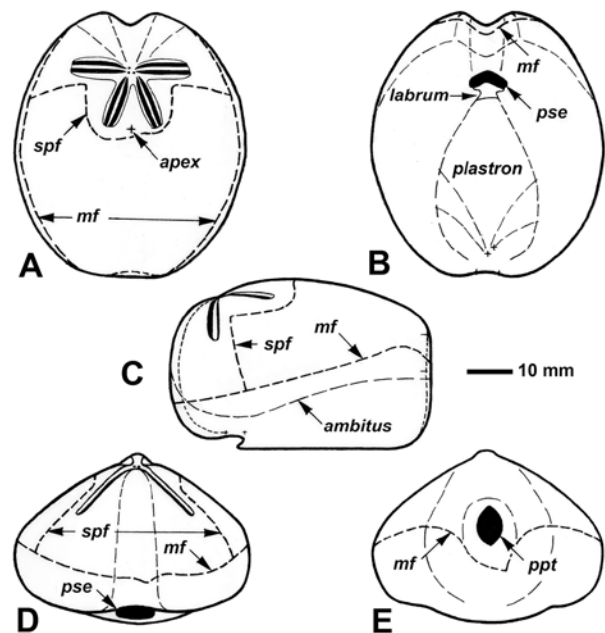 spf
apex
mf
A
mf
labrum
pse
plastron
B
mf
spf
C
ambitus
10 mm
spf
mf
pse
D
mf
ppt
E